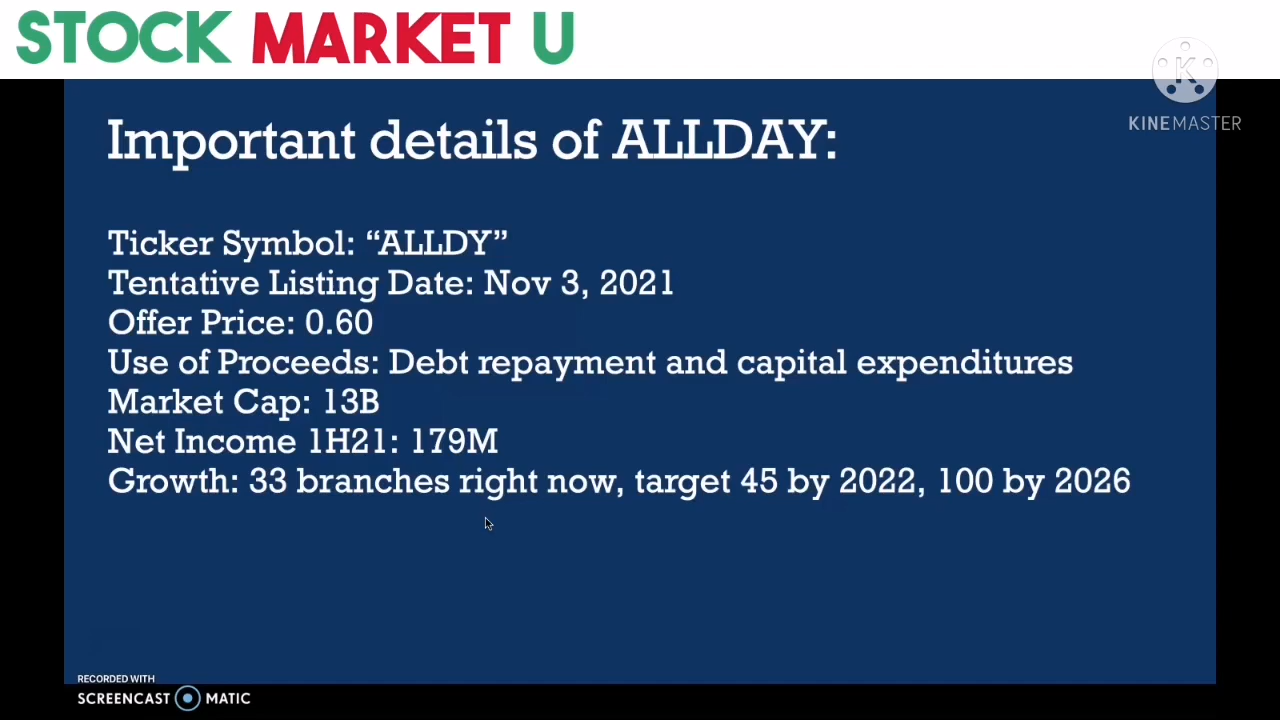 STOCK MARKET U
K
KINEMASTER
Important details of ALLDAY:
Ticker Symbol: “ALLDY”
Tentative Listing Date: Nov 3, 2021
Offer Price: 0.60
Use of Proceeds: Debt repayment and capital expenditures
Market Cap: 13B
Net Income 1H21: 179M
Growth: 33 branches right now, target 45 by 2022, 100 by 2026
RECORDED WITH
SCREENCAST MATIC